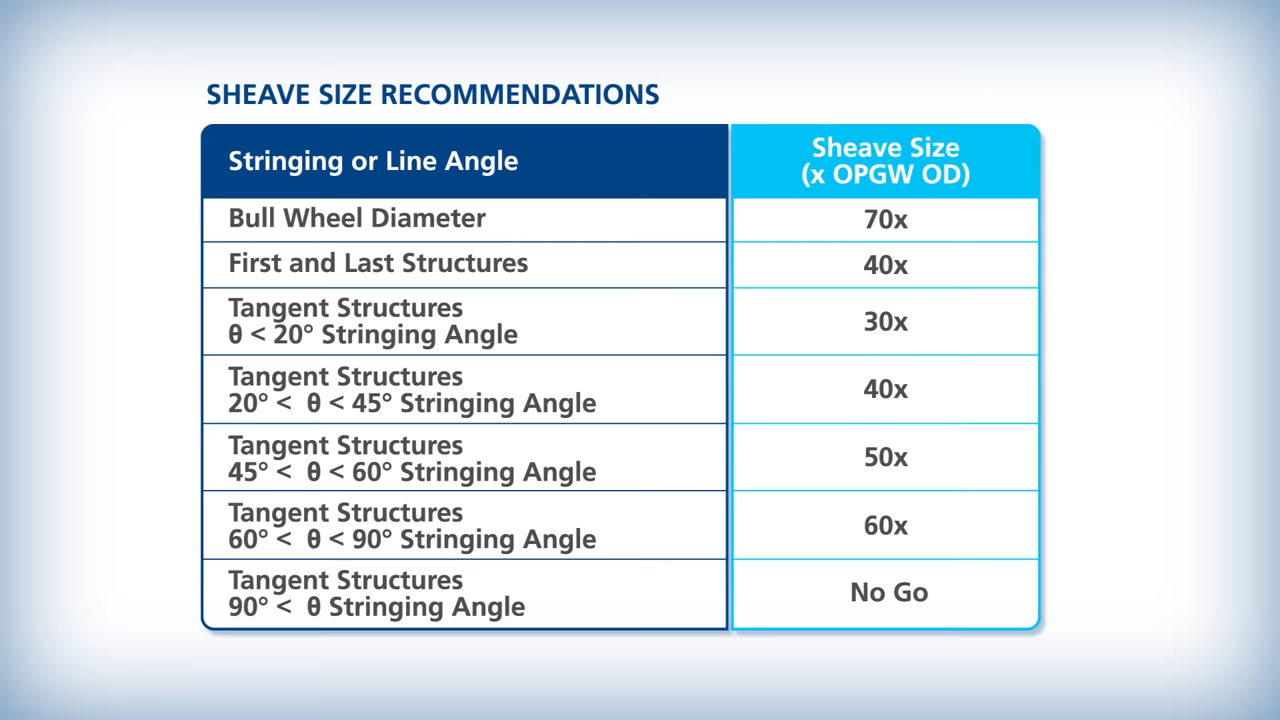 SHEAVE SIZE RECOMMENDATIONS
Stringing or Line Angle
Sheave Size
(x OPGW OD)
Bull Wheel Diameter
70x
First and Last Structures
40x
Tangent Structures
θ < 20° Stringing Angle
30x
Tangent Structures
20° < θ < 45° Stringing Angle
40x
Tangent Structures
45° < θ < 60° Stringing Angle
50x
Tangent Structures
60° < θ < 90° Stringing Angle
60x
Tangent Structures
90° < θ Stringing Angle
No Go